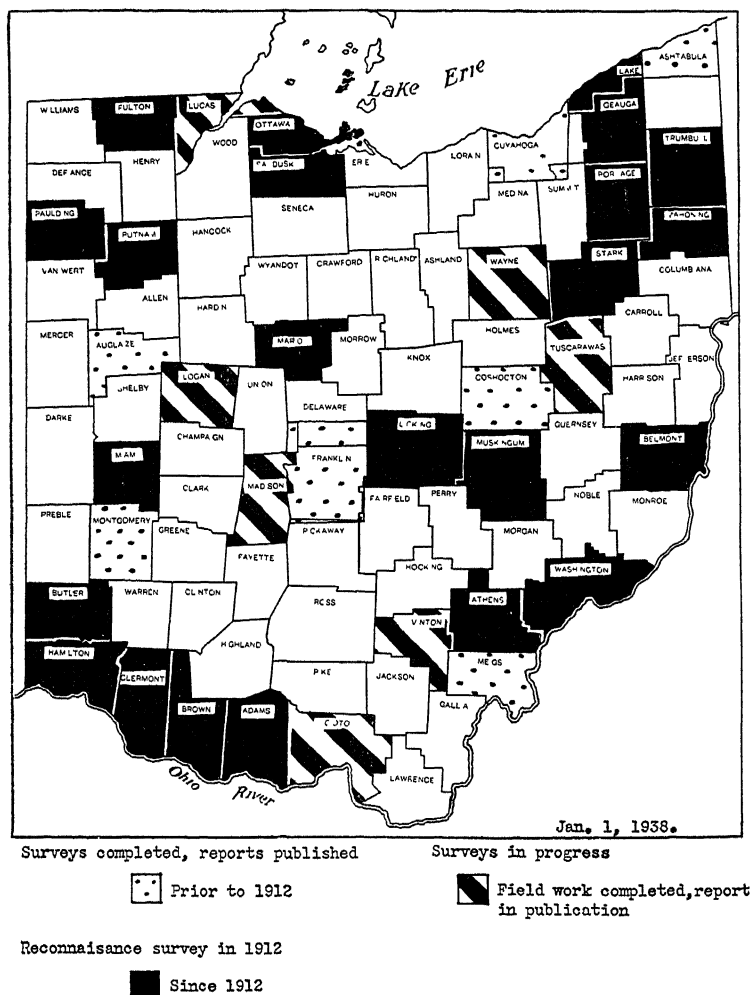 Lake Erie
ASHTABULA
LAKE
WILLIAMS
FULTON
LUCAS
GEAUGA
OTTAWA
WOOD
CUYAHOGA
TRUMBULL
HENRY
SANDUSKY
ERIE
LORAIN
DEFIANCE
PORTAGE
MEDINA
SUMMIT
HURON
PAULDING
SENECA
MAHONING
HANCOCK
PUTNAM
STARK
VAN WERT
WYANDOT
CRAWFORD
RICHLAND
ASHLAND
WAYNE
COLUMBIANA
ALLEN
HARDIN
CARROLL
MERCER
AUGLAIZE
MARION
MORROW
HOLMES
TUSCARAWAS
KNOX
JEFFERSON
LOGAN
UNION
COSHOCTON
HARRISON
SHELBY
DELAWARE
DARKE
LICKING
GUERNSEY
CHAMPAIGN
MUSKINGUM
BELMONT
MIAMI
FRANKLIN
CLARK
MADISON
FAIRFIELD
PERRY
NOBLE
MONROE
PREBLE
MONTGOMERY
GREENE
PICKAWAY
MORGAN
FAYETTE
HOCKING
WASHINGTON
BUTLER
WARREN
CLINTON
ROSS
ATHENS
VINTON
HIGHLAND
HAMILTON
MEIGS
CLERMONT
PIKE
JACKSON
GALLIA
BROWN
ADAMS
SCIOTO
LAWRENCE
Ohio River
Jan. 1, 1938.
Surveys completed, reports published
Prior to 1912
Surveys in progress
Field work completed,report
in publication
Reconnaisance survey in 1912
Since 1912